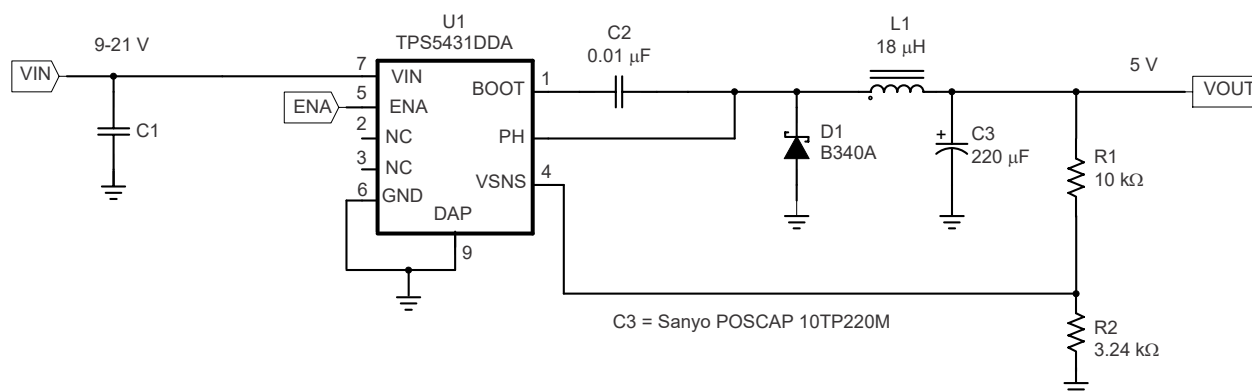 U1
TPS5431DDA
9-21 V
VIN
C1
ENA
7
5
2
3
6
VIN
ENA
NC
NC
GND
BOOT
PH
VSNS
DAP
1
4
9
C2
0.01 μF
L1
18 μH
D1
B340A
+
C3
220 μF
5 V
VOUT
R1
10 kΩ
R2
3.24 kΩ
C3 = Sanyo POSCAP 10TP220M